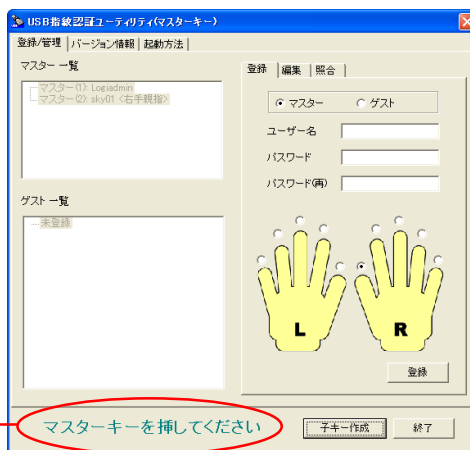 USB指紋認証ユーティリティ(マスターキー)
登録/管理 バージョン情報 起動方法
マスター 一覧
マスター(1): Logisdmin
マスター(2): sky01 <右手親指>
ゲスト 一覧
未登録
登録 編集 照合
マスター ゲスト
ユーザー名
パスワード
パスワード(再)
L R
登録
マスターキーを挿してください
子キー作成 終了